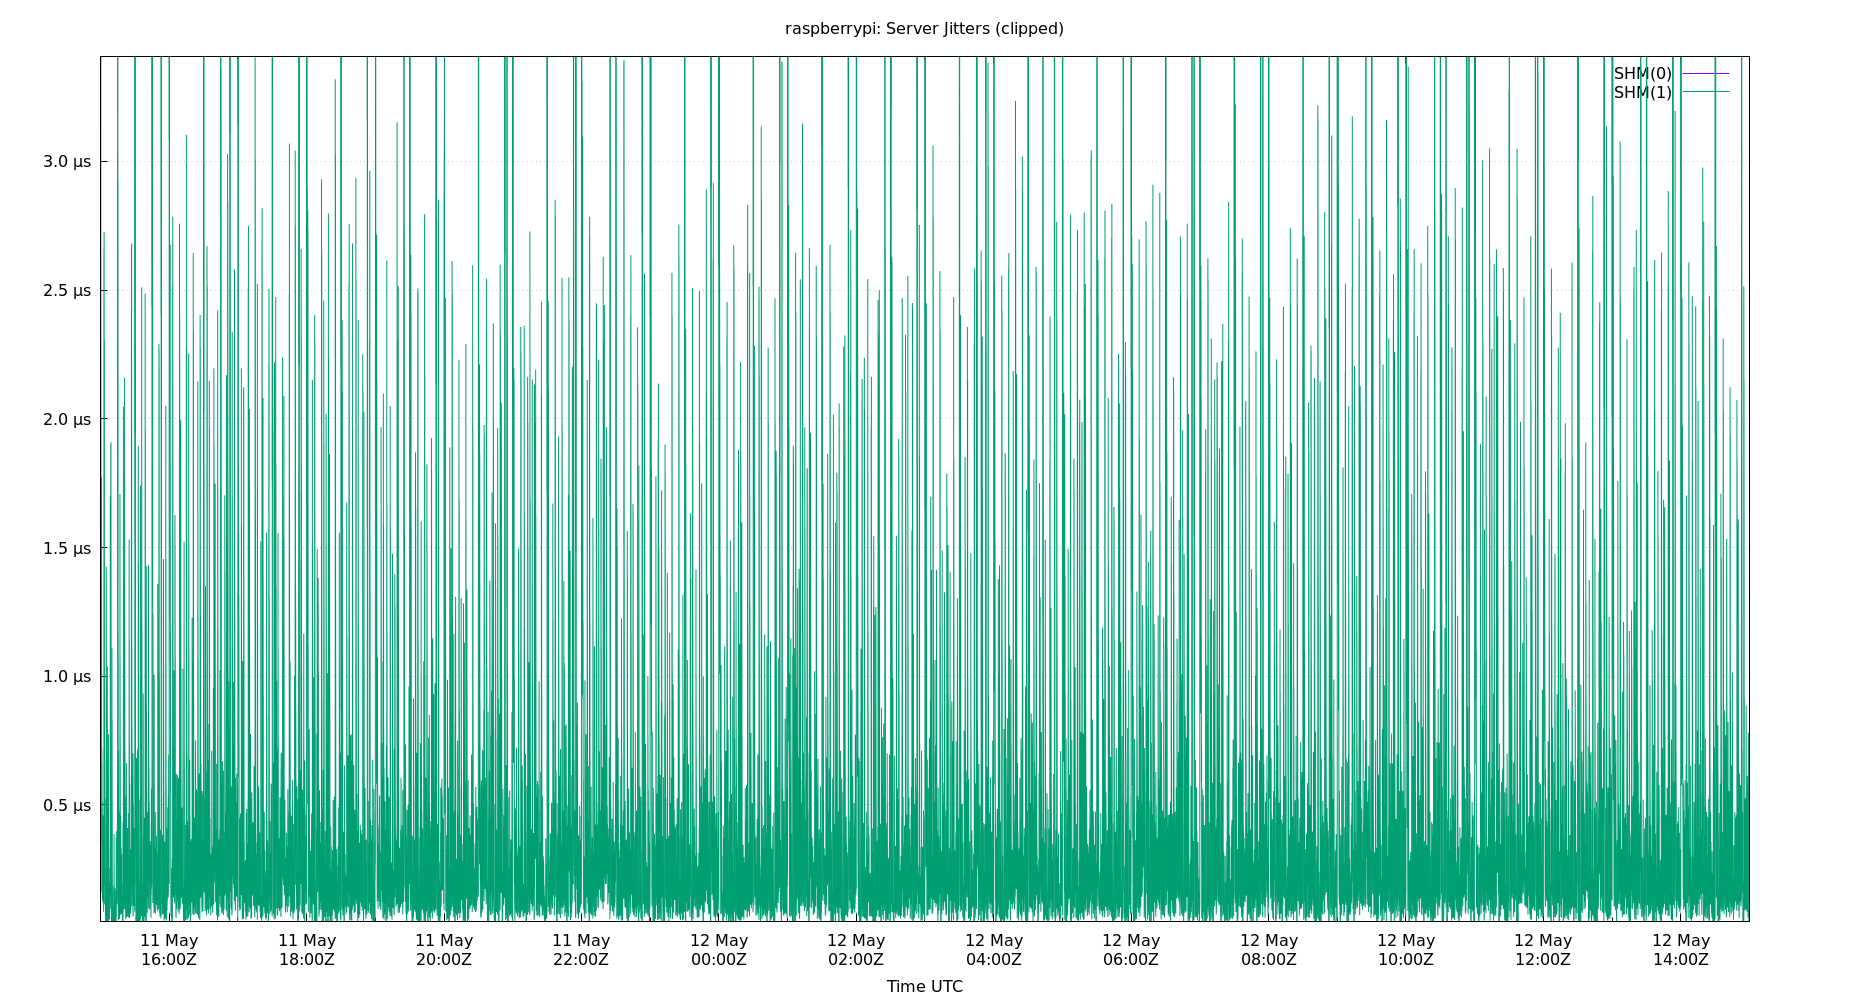 raspberrypi: Server Jitters (clipped)
SHM(0)
SHM(1)
3.0 µs
2.5 µs
2.0 µs
1.5 µs
1.0 µs
0.5 µs
11 May 11 May 11 May 11 May 12 May 12 May 12 May 12 May 12 May 12 May 12 May 12 May
16:00Z 18:00Z 20:00Z 22:00Z 00:00Z 02:00Z 04:00Z 06:00Z 08:00Z 10:00Z 12:00Z 14:00Z
Time UTC